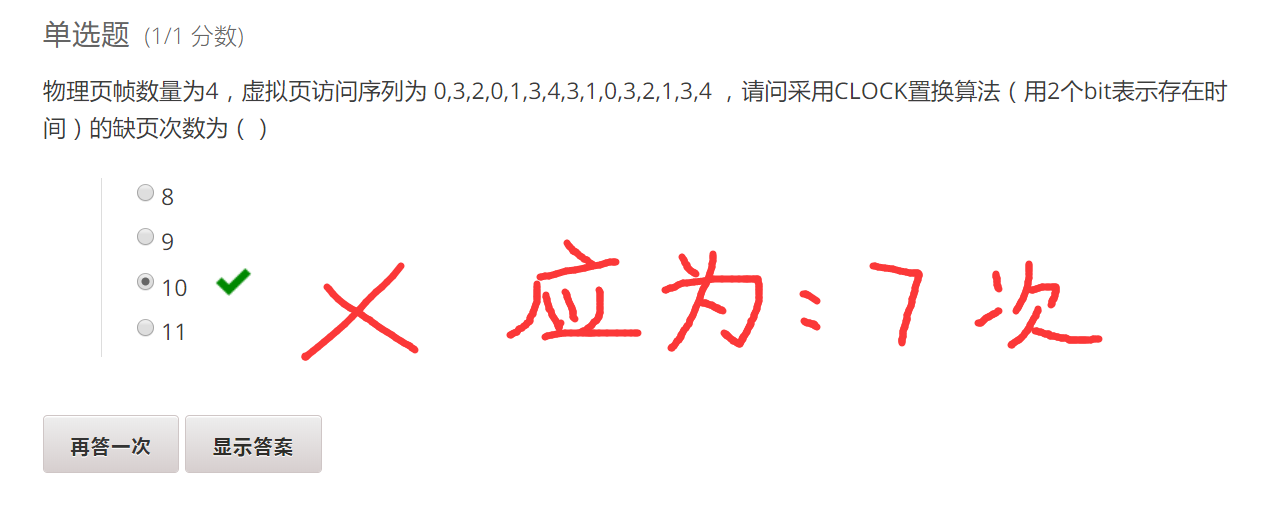 单选题 (1/1 分数)
物理页帧数量为4，虚拟页访问序列为 0,3,2,0,1,3,4,3,1,0,3,2,1,3,4 ，请问采用CLOCK置换算法（用2个bit表示存在时
间）的缺页次数为（ ）
8
9
10
11
应为:7次
再答一次 显示答案